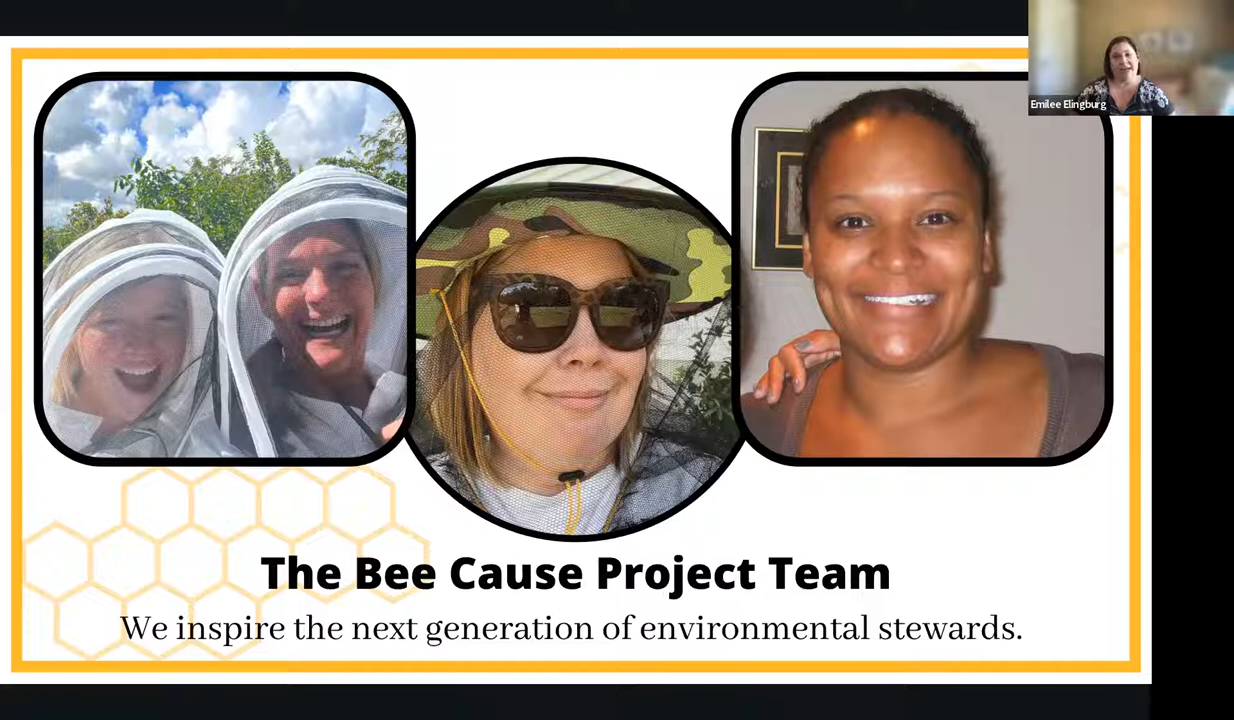 Emilee Elingburg
The Bee Cause Project Team
We inspire the next generation of environmental stewards.